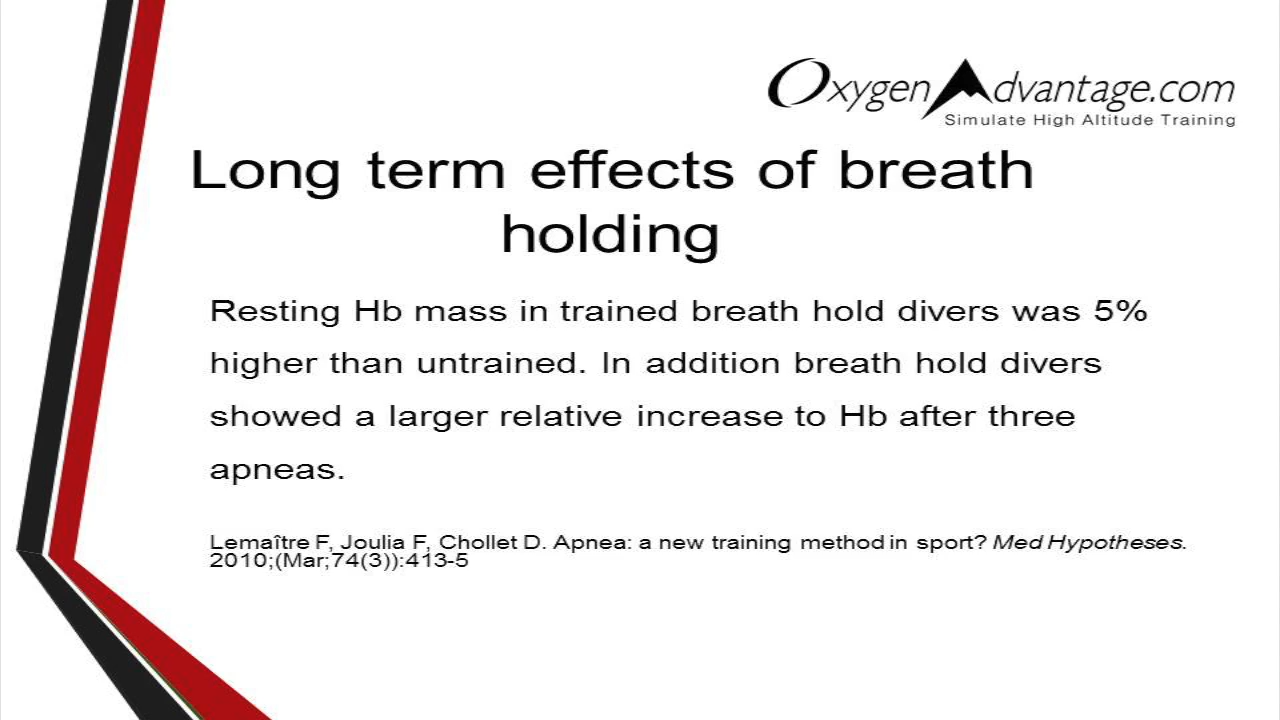 OxygenAdvantage.com
Simulate High Altitude Training
Long term effects of breath
holding
Resting Hb mass in trained breath hold divers was 5%
higher than untrained. In addition breath hold divers
showed a larger relative increase to Hb after three
apneas.
Lemaître F, Joulia F, Chollet D. Apnea: a new training method in sport? Med Hypotheses.
2010;(Mar;74(3)):413-5